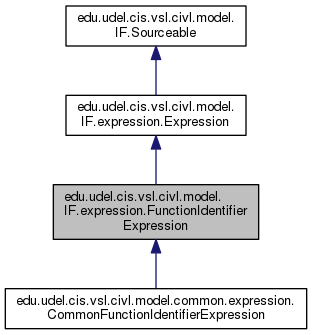 edu.udel.cis.vsl.civl.model.
IF.Sourceable
edu.udel.cis.vsl.civl.model.
IF.expression.Expression
edu.udel.cis.vsl.civl.model.
IF.expression.FunctionIdentifier
Expression
edu.udel.cis.vsl.civl.model.common.expression.
CommonFunctionIdentifierExpression